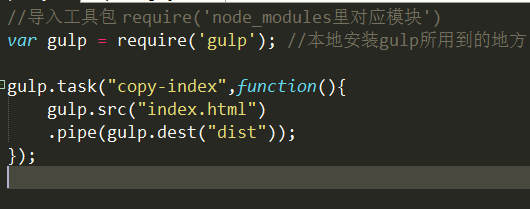 //导入工具包 require('node_modules里对应模块')
var gulp = require('gulp'); //本地安装gulp所用到的地方
gulp.task("copy-index",function(){
gulp.src("index.html")
.pipe(gulp.dest("dist"));
});